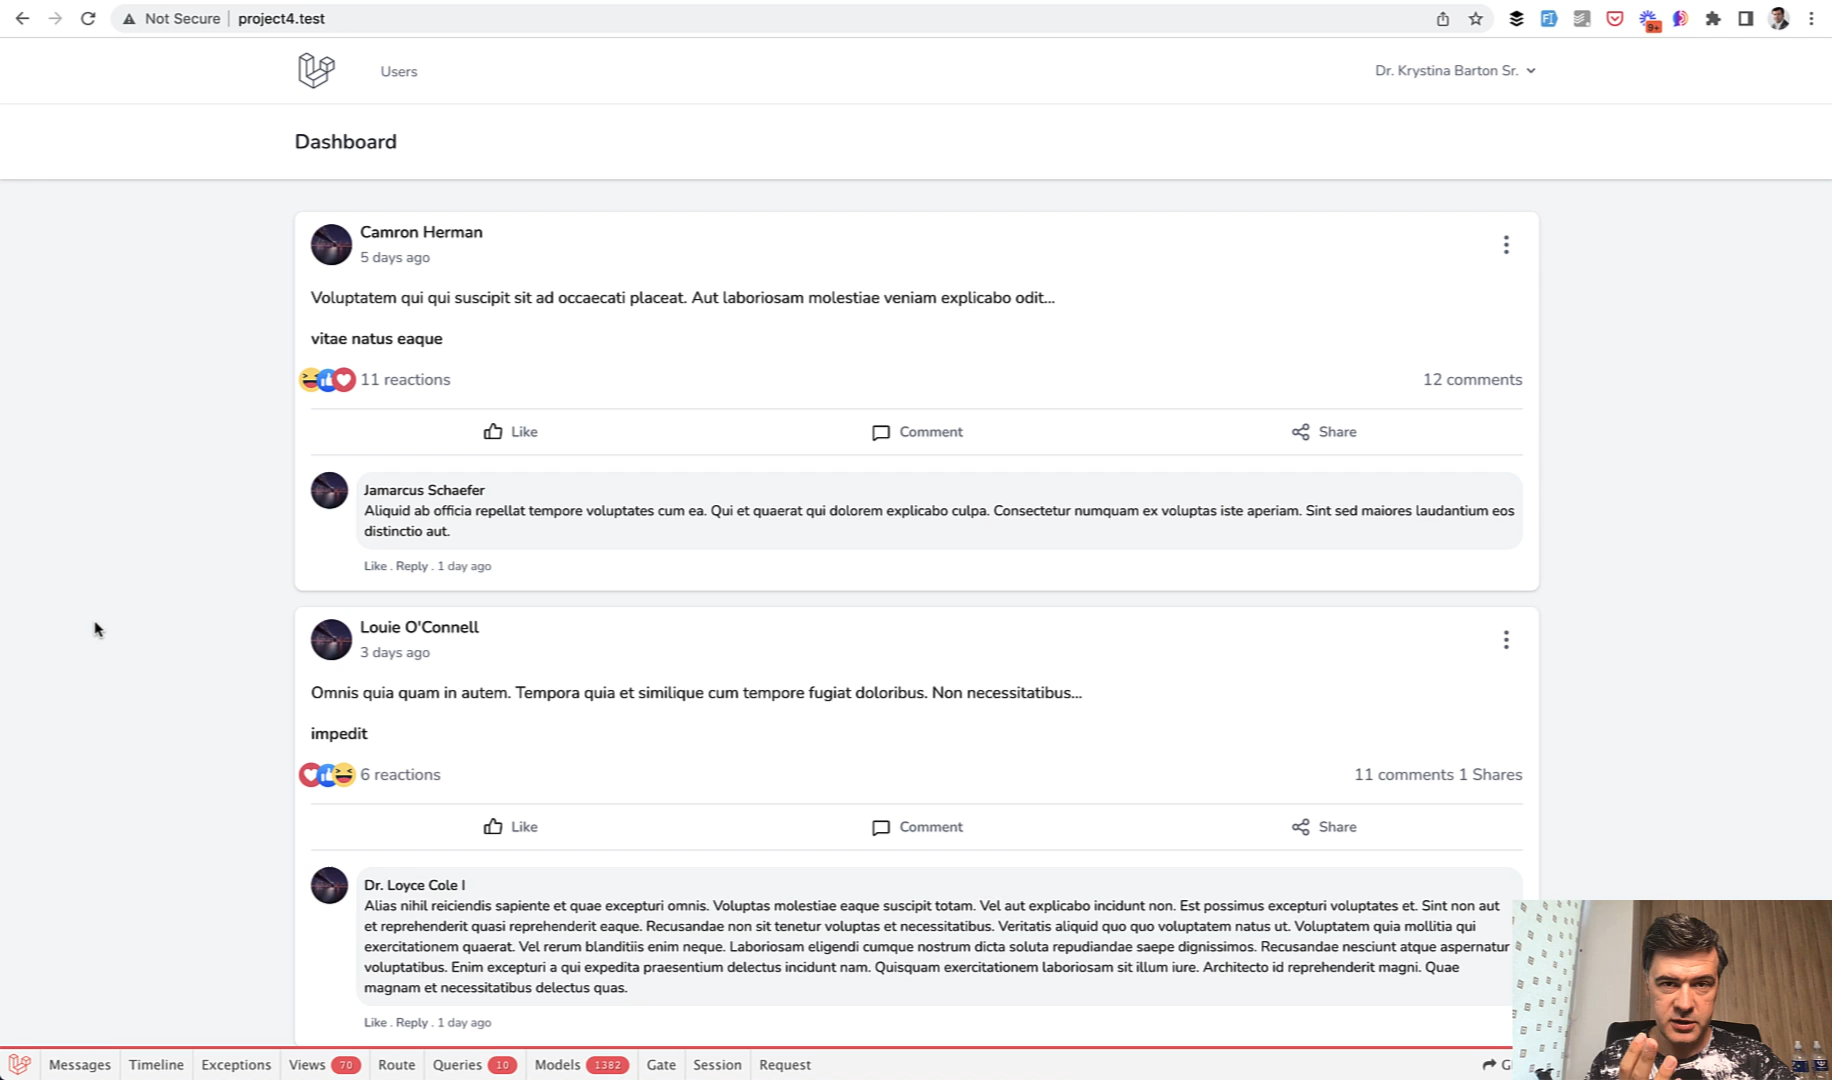 Not Secure project4.test
9+
Users
Dr. Krystina Barton Sr.
Dashboard
Camron Herman
5 days ago
Voluptatem qui qui suscipit sit ad occaecati placeat. Aut laboriosam molestiae veniam explicabo odit...
vitae natus eaque
11 reactions
12 comments
Like
Comment
Share
Jamarcus Schaefer
Aliquid ab officia repellat tempore voluptates cum ea. Qui et quaerat qui dolorem explicabo culpa. Consectetur numquam ex voluptas iste aperiam. Sint sed maiores laudantium eos
distinctio aut.
Like . Reply . 1 day ago
Louie O'Connell
3 days ago
Omnis quia quam in autem. Tempora quia et similique cum tempore fugiat doloribus. Non necessitatibus...
impedit
6 reactions
11 comments 1 Shares
Like
Comment
Share
Dr. Loyce Cole I
Alias nihil reiciendis sapiente et quae excepturi omnis. Voluptas molestiae eaque suscipit totam. Vel aut explicabo incidunt non. Est possimus excepturi voluptates et. Sint non aut
et reprehenderit quasi reprehenderit eaque. Recusandae non sit tenetur voluptas et necessitatibus. Veritatis aliquid quo quo voluptatem natus ut. Voluptatem quia mollitia qui
exercitationem quaerat. Vel rerum blanditiis enim neque. Laboriosam eligendi cumque nostrum dicta soluta repudiandae saepe dignissimos. Recusandae nesciunt atque aspernatur
voluptatibus. Enim excepturi a qui expedita praesentium delectus incidunt nam. Quisquam exercitationem laboriosam sit illum iure. Architecto id reprehenderit magni. Quae
magnam et necessitatibus delectus quas.
Like . Reply . 1 day ago
Messages Timeline Exceptions Views 70 Route Queries 10 Models 1382 Gate Session Request